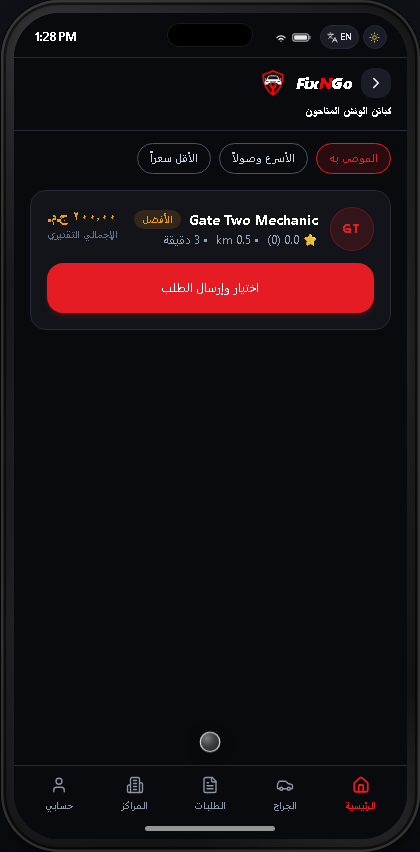 1:28 PM
EN
FixNGo
كبائن الونش المتاحون
الموصى به
الأسرع وصولاً
الأقل سعراً
GT
Gate Two Mechanic
الأفضل
٢٠٠٫٠٠ ج.م.
0.0 (0) • 0.5 km • 3 دقيقة
الإجمالي التقديري
اختيار وإرسال الطلب
الرئيسية
الجراج
الطلبات
المراكز
حسابي